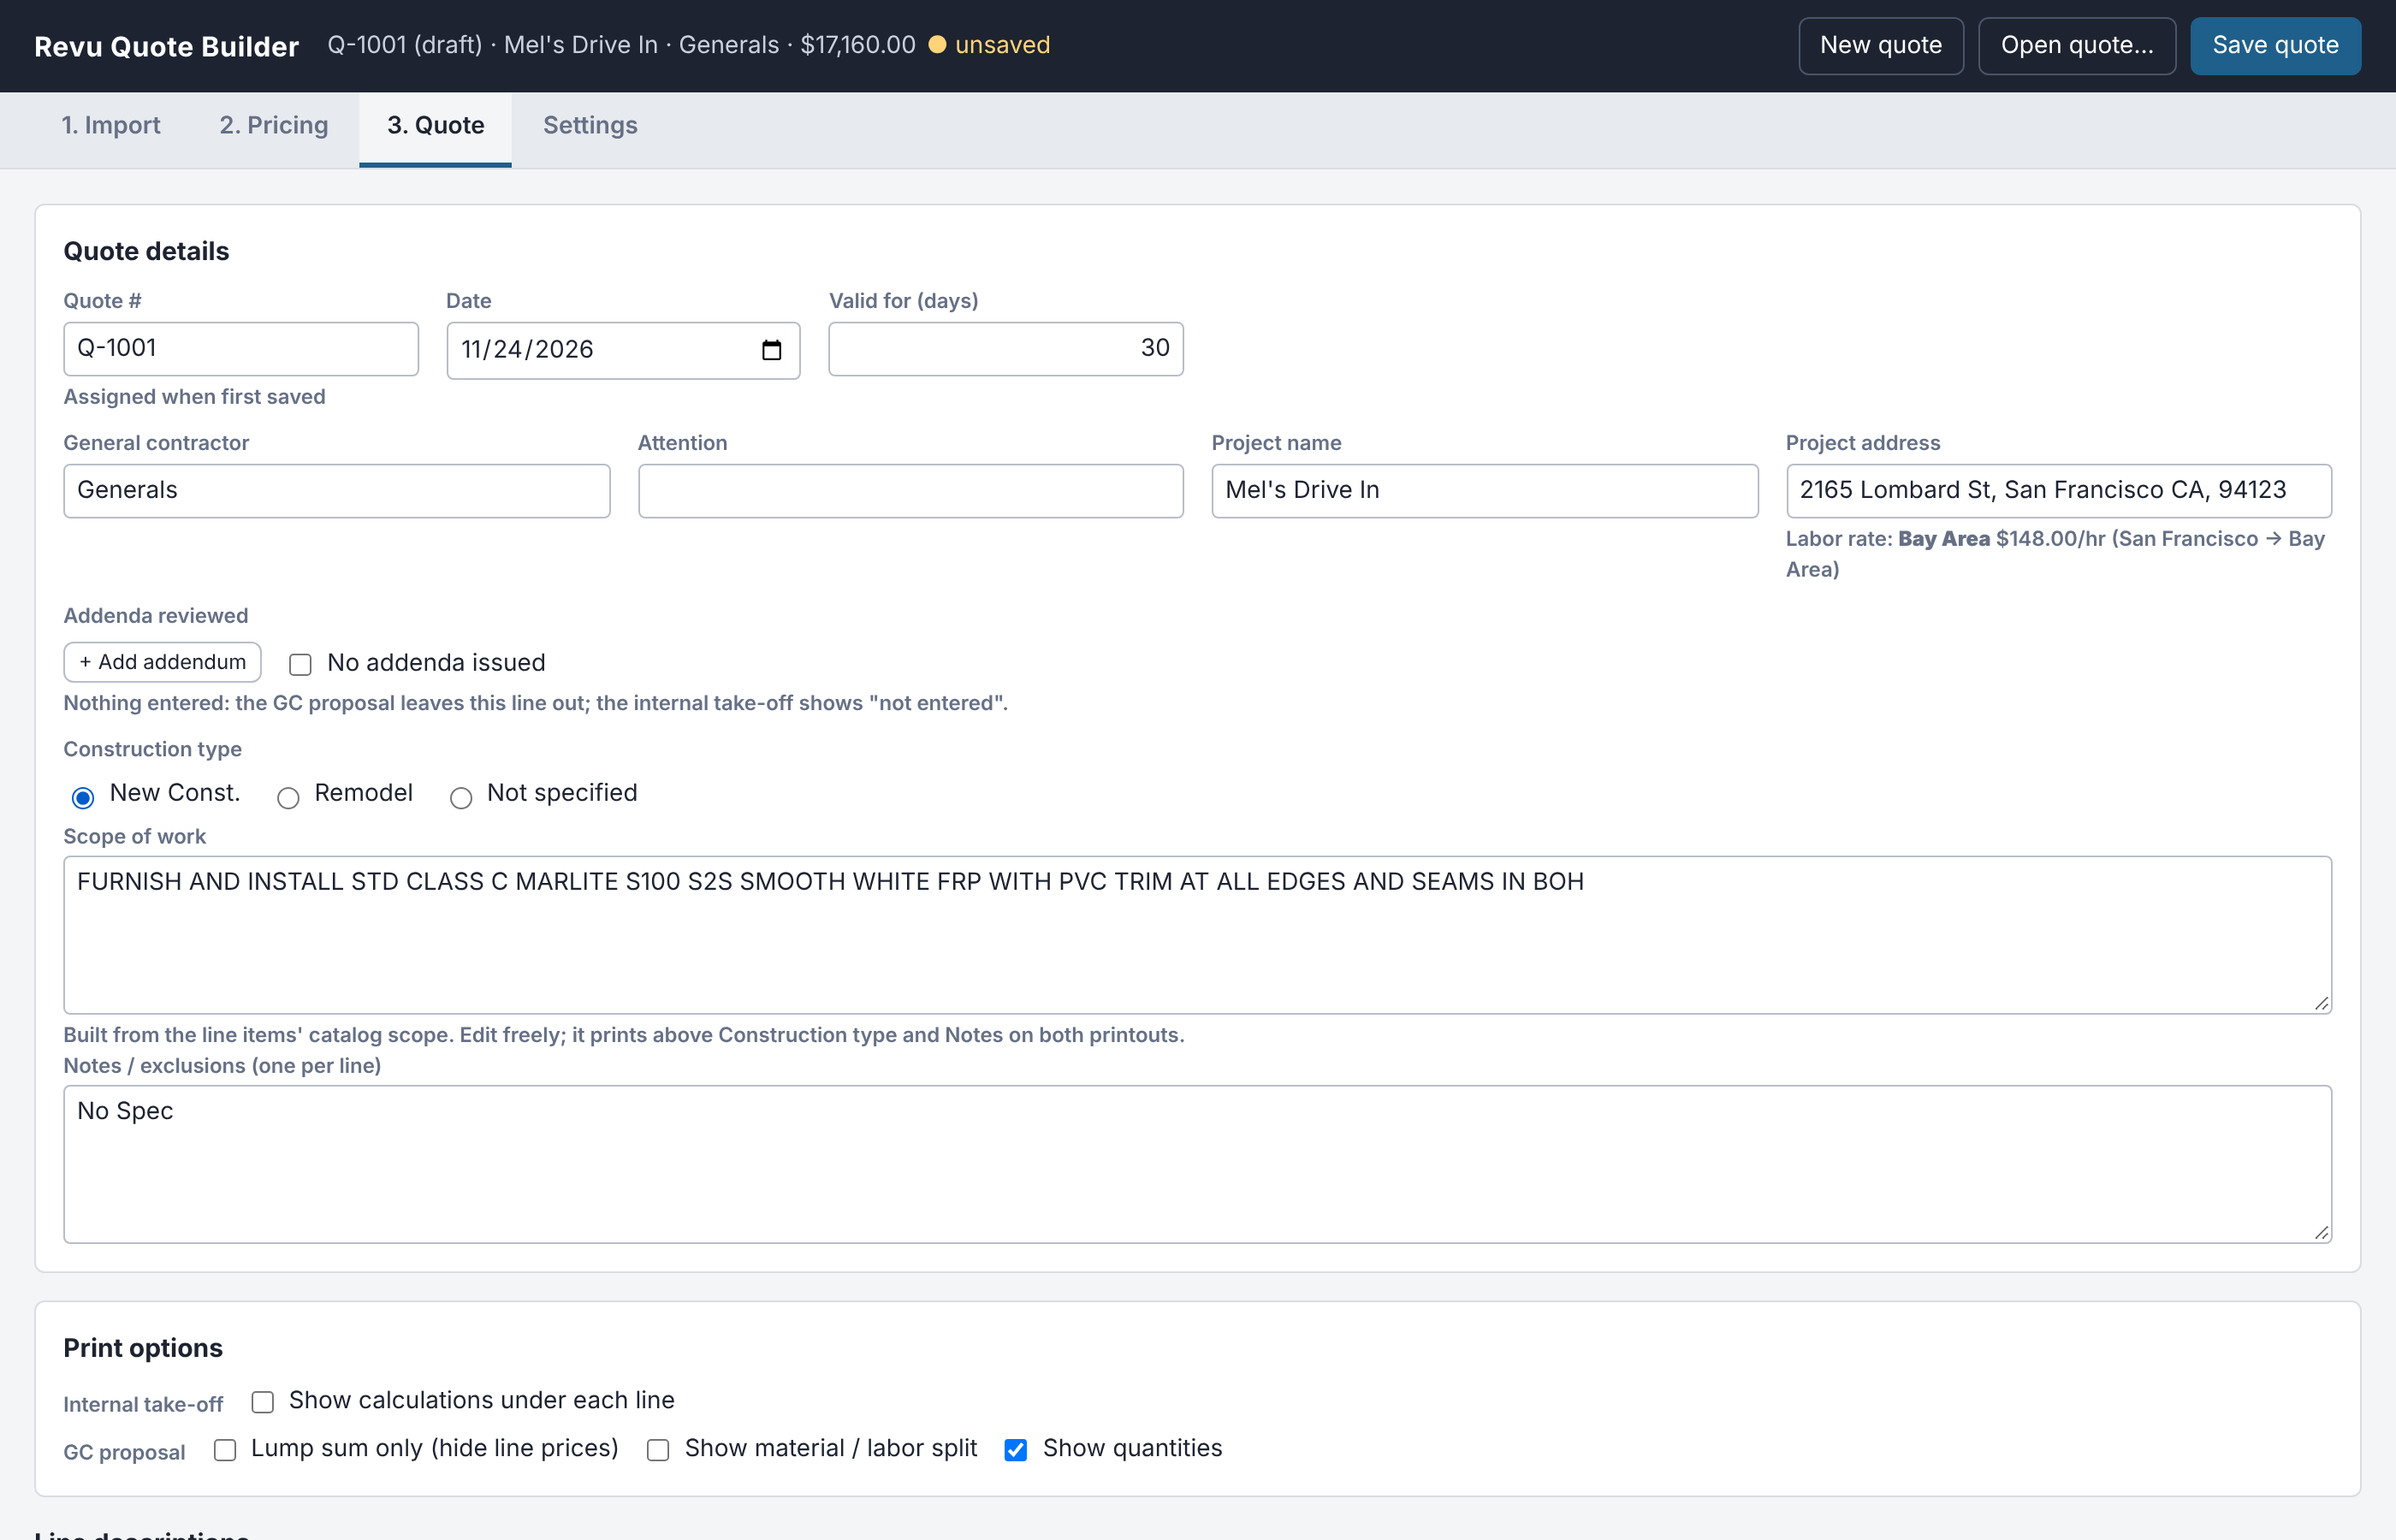 Revu Quote Builder Q-1001 (draft) · Mel's Drive In · Generals · $17,160.00 unsaved New quote Open quote... Save quote
1. Import 2. Pricing 3. Quote Settings
Quote details
Quote # Date Valid for (days)
Q-1001 11/24/2026 30
Assigned when first saved
General contractor Attention Project name Project address
Generals Mel's Drive In 2165 Lombard St, San Francisco CA, 94123
Labor rate: Bay Area $148.00/hr (San Francisco → Bay
Area)
Addenda reviewed
+ Add addendum No addenda issued
Nothing entered: the GC proposal leaves this line out; the internal take-off shows "not entered".
Construction type
New Const. Remodel Not specified
Scope of work
FURNISH AND INSTALL STD CLASS C MARLITE S100 S2S SMOOTH WHITE FRP WITH PVC TRIM AT ALL EDGES AND SEAMS IN BOH
Built from the line items' catalog scope. Edit freely; it prints above Construction type and Notes on both printouts.
Notes / exclusions (one per line)
No Spec
Print options
Internal take-off Show calculations under each line
GC proposal Lump sum only (hide line prices) Show material / labor split Show quantities
Line descriptions